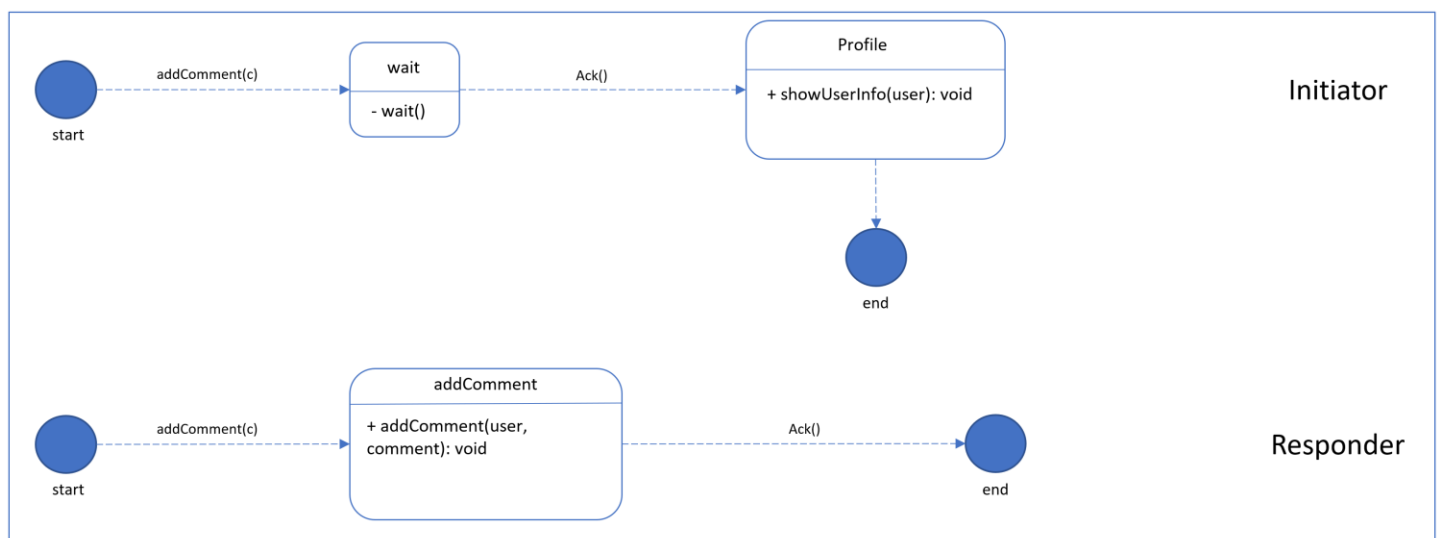 Profile
wait
addComment(c)
Ack()
+ showUserInfo(user): void
Initiator
- wait()
start
end
addComment
addComment(c)
+ addComment(user,
comment): void
Ack()
Responder
start
end